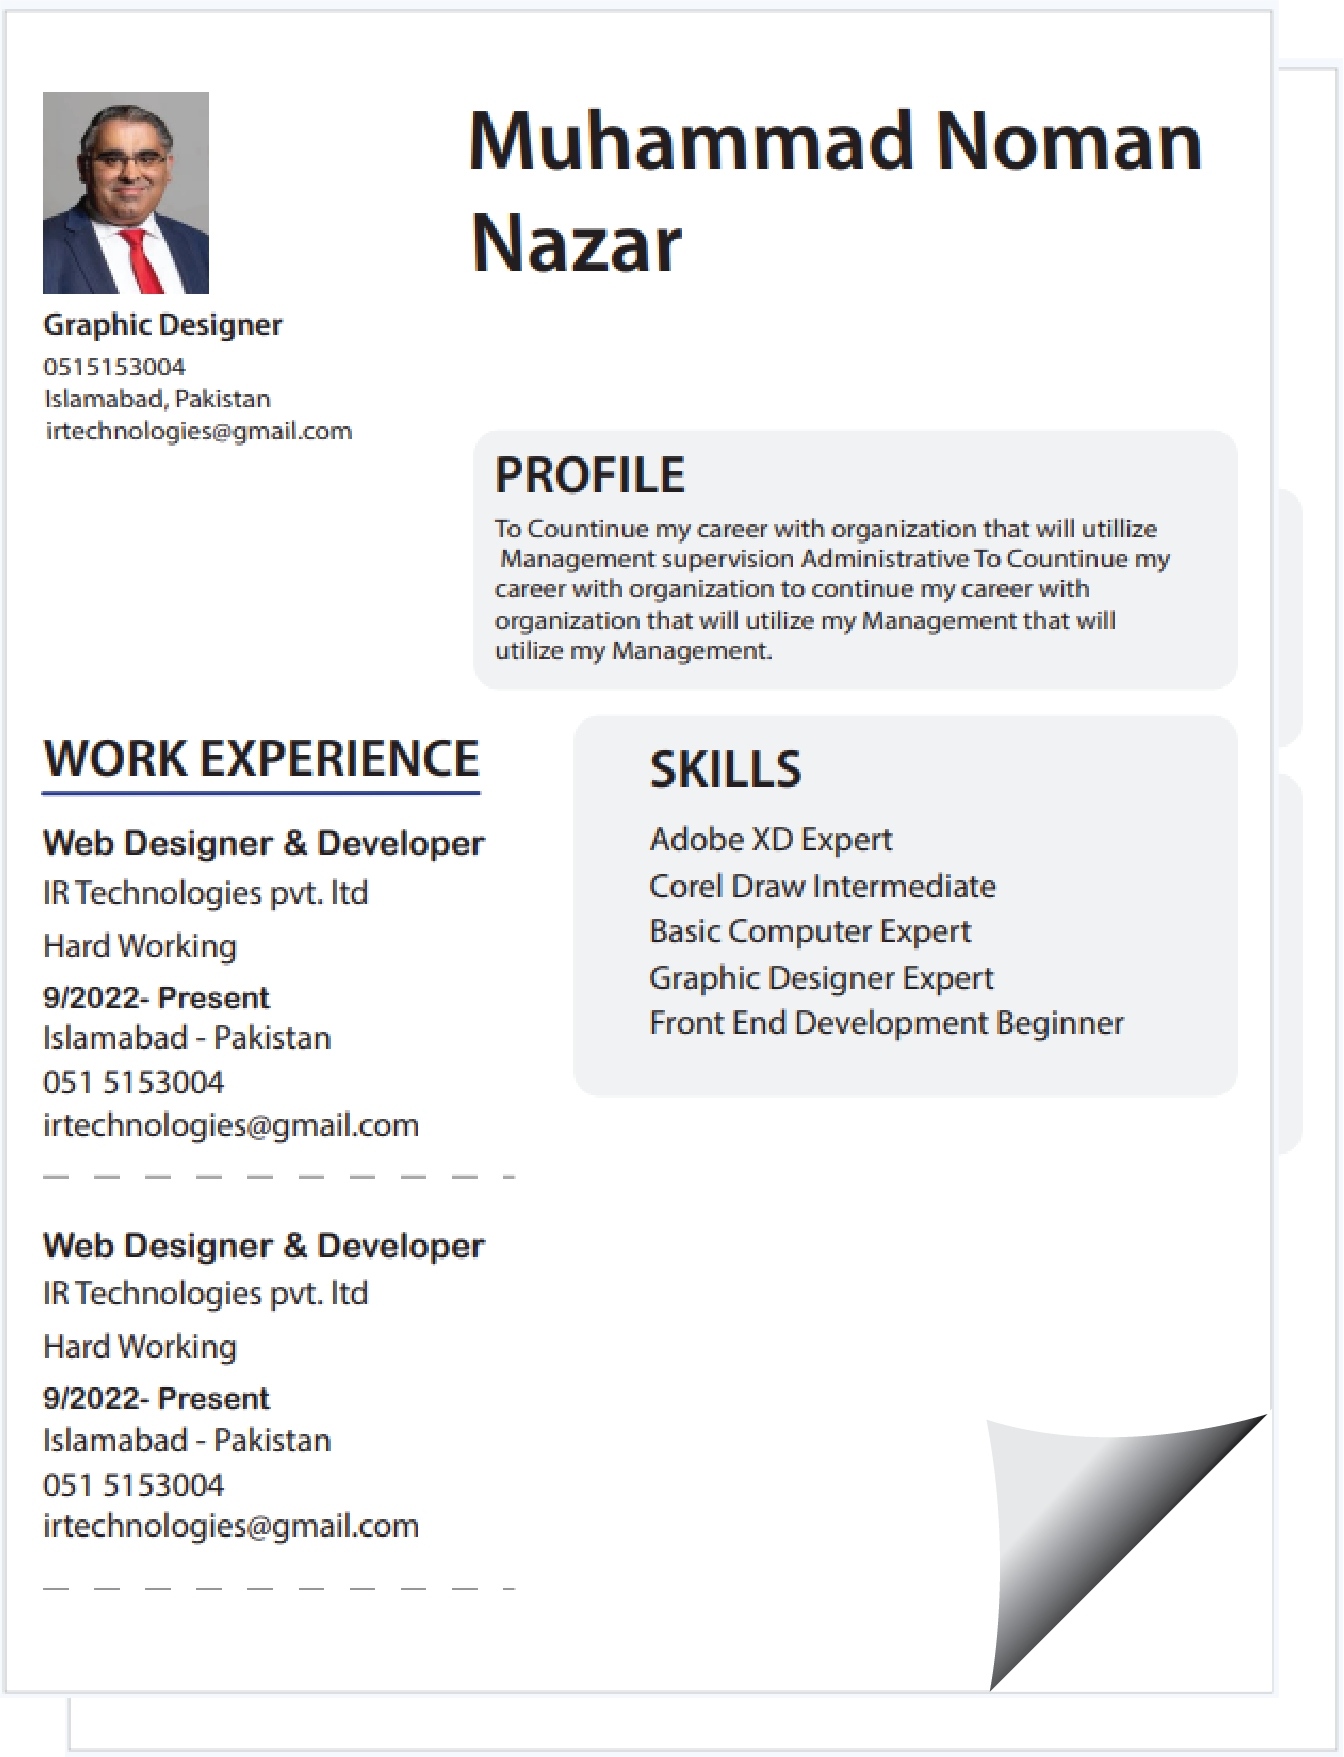 Muhammad Noman
Nazar
Graphic Designer
0515153004
Islamabad, Pakistan
irtechnologies@gmail.com
PROFILE
To Countinue my career with organization that will utillize
Management supervision Administrative To Countinue my
career with organization to continue my career with
organization that will utilize my Management that will
utilize my Management.
WORK EXPERIENCE
Web Designer & Developer
IR Technologies pvt. ltd
Hard Working
9/2022- Present
Islamabad - Pakistan
051 5153004
irtechnologies@gmail.com
Web Designer & Developer
IR Technologies pvt. ltd
Hard Working
9/2022- Present
Islamabad - Pakistan
051 5153004
irtechnologies@gmail.com
SKILLS
Adobe XD Expert
Corel Draw Intermediate
Basic Computer Expert
Graphic Designer Expert
Front End Development Beginner